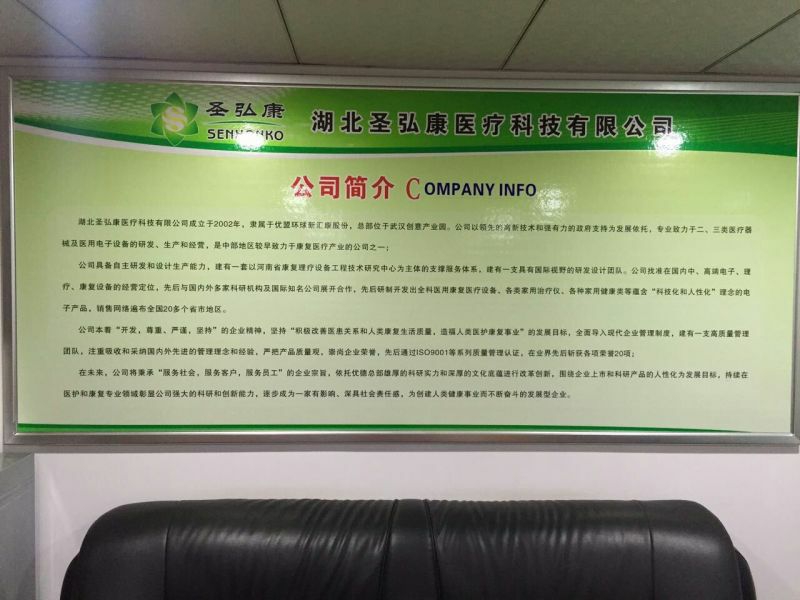 圣弘康
SENHONKO
湖北圣弘康医疗科技有限公司
公司简介 COMPANY INFO
湖北圣弘康医疗科技有限公司成立于2002年，隶属于优盟环球新汇康股份，总部位于武汉创意产业园。公司以领先的高新技术和强有力的政府支持为发展依托，专业致力于二、三类医疗器
械及医用电子设备的研发、生产和经营，是中部地区较早致力于康复医疗产业的公司之一；
公司具备自主研发和设计生产能力，建有一套以河南省康复理疗设备工程技术研究中心为主体的支撑服务体系，建有一支具有国际视野的研发设计团队。公司找准在国内中、高端电子、理
疗、康复设备的经营定位，先后与国内外多家科研机构及国际知名公司展开合作，先后研制开发出全科医用康复医疗设备、各类家用治疗仪、各种家用健康类等蕴含“科技化和人性化”理念的电
子产品，销售网络遍布全国20多个省市地区。
公司本着“开发，尊重，严谨，坚持”的企业精神，坚持“积极改善医患关系和人类康复生活质量，造福人类医护康复事业”的发展目标，全面导入现代企业管理制度，建有一支高质量管理
团队，注重吸收和采纳国内外先进的管理理念和经验，严把产品质量观，崇尚企业荣誉，先后通过ISO9001等系列质量管理认证，在业界先后斩获各项荣誉20项；
在未来，公司将秉承“服务社会，服务客户，服务员工”的企业宗旨，依托优德总部雄厚的科研实力和深厚的文化底蕴进行改革创新，围绕企业上市和科研产品的人性化为发展目标，持续在
医护和康复专业领域彰显公司强大的科研和创新能力，逐步成为一家有影响、深具社会责任感，为创建人类健康事业而不断奋斗的发展型企业。